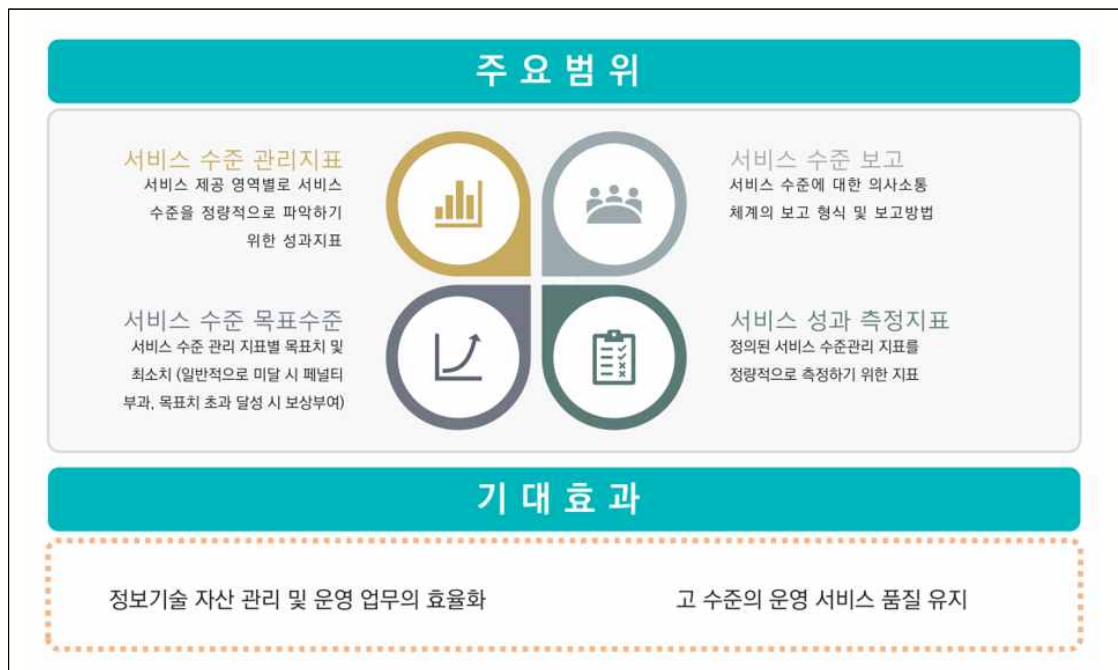 주요범위
서비스 수준 관리지표
서비스 제공 영역별로 서비스
수준을 정량적으로 파악하기
위한 성과지표
서비스 수준 보고
서비스 수준에 대한 의사소통
체계의 보고 형식 및 보고방법
서비스 수준 목표수준
서비스 수준 관리 지표별 목표치 및
최소치 (일반적으로 미달 시 페널티
부과, 목표치 초과 달성 시 보상부여)
서비스 성과 측정지표
정의된 서비스 수준관리 지표를
정량적으로 측정하기 위한 지표
기대효과
정보기술 자산 관리 및 운영 업무의 효율화
고 수준의 운영 서비스 품질 유지